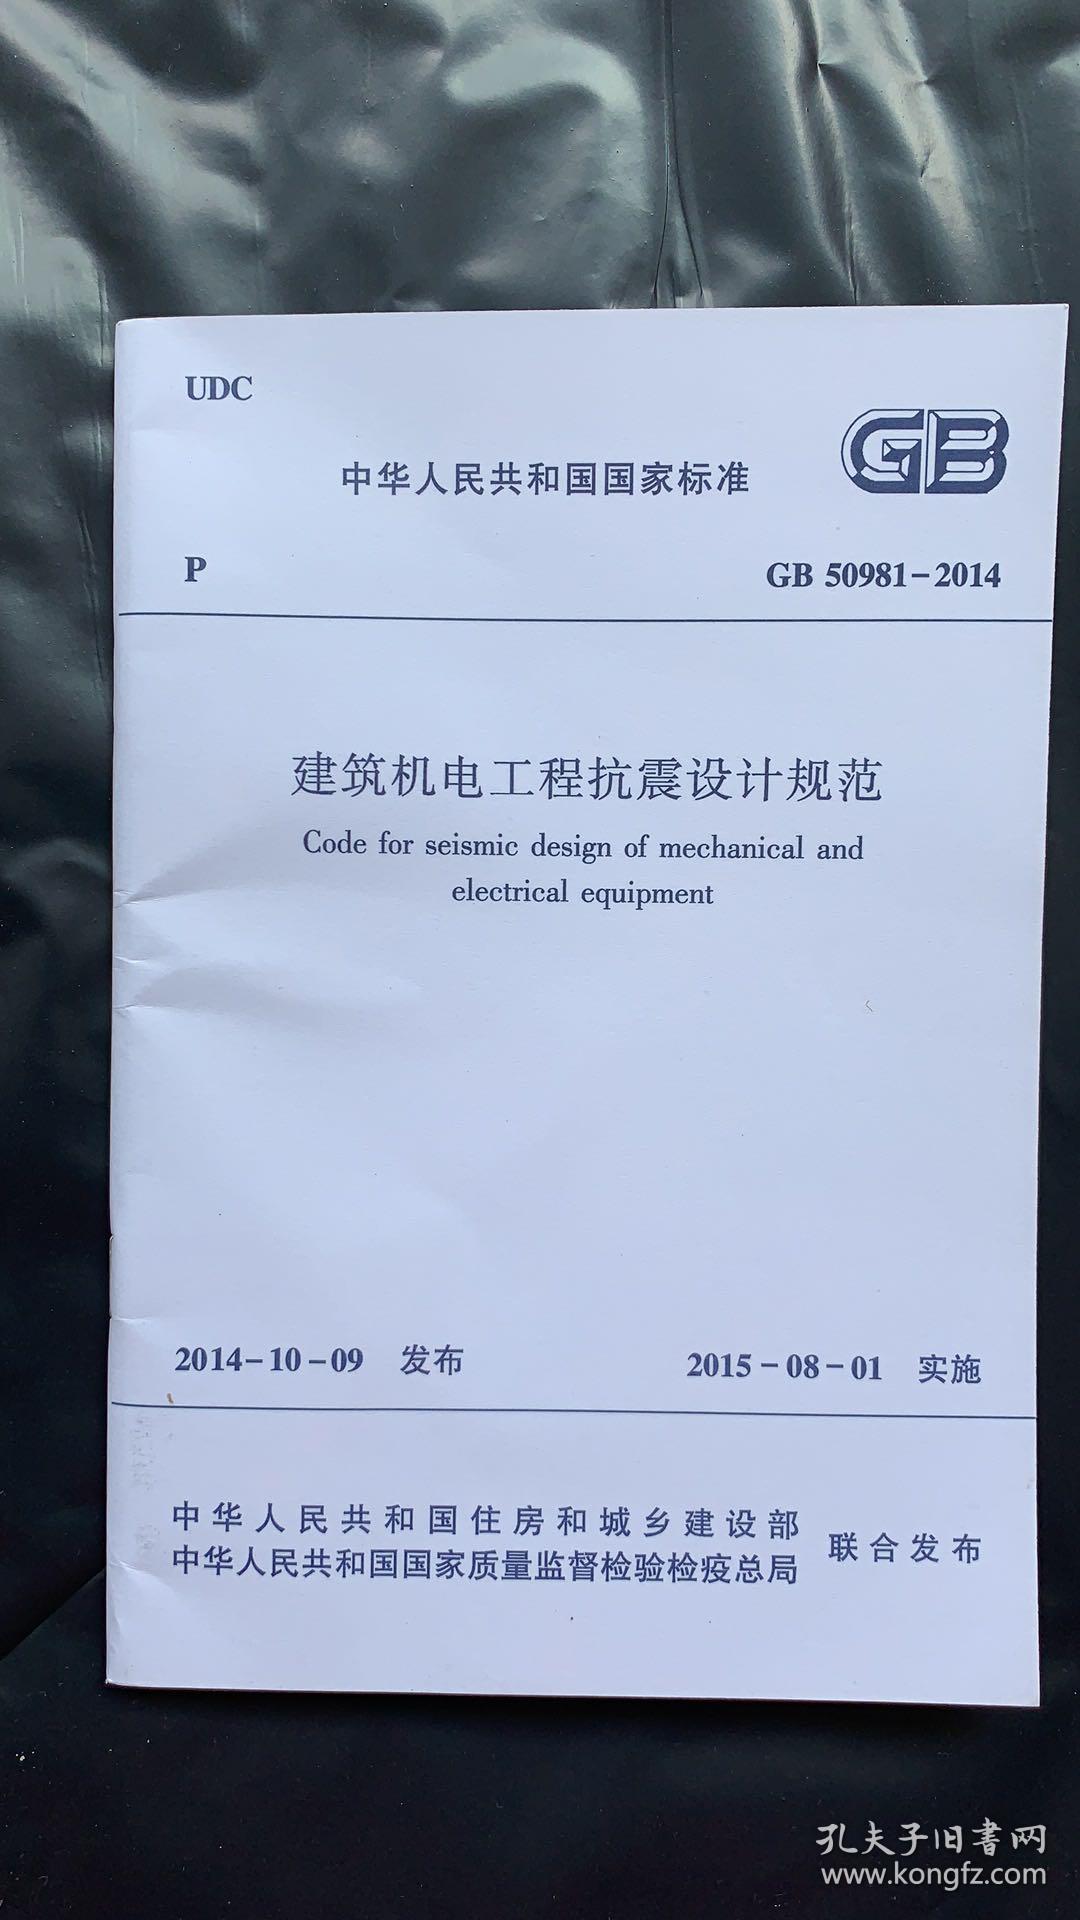 UDC
GB
中华人民共和国国家标准
P
GB 50981-2014
建筑机电工程抗震设计规范
Code for seismic design of mechanical and
electrical equipment
2014-10-09 发布
2015-08-01 实施
中华人民共和国住房和城乡建设部
中华人民共和国国家质量监督检验检疫总局
联合发布
孔夫子旧书网
www.kongfz.com